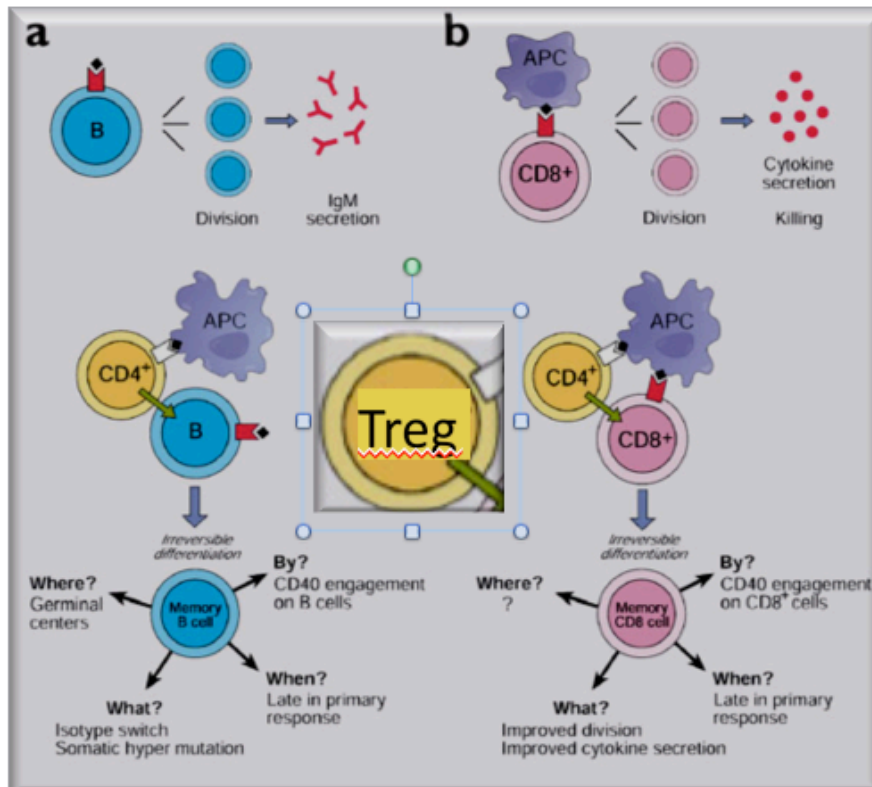 a
B
Division
IgM
secretion
b
APC
CD8+
Division
Cytokine
secretion
Killing
CD4+
APC
B
Treg
CD4+
APC
CD8+
Irreversible
differentiation
Where?
Germinal
centers
Memory
B cell
By?
CD40 engagement
on B cells
What?
Isotype switch
Somatic hyper mutation
When?
Late in primary
response
Irreversible
differentiation
Where?
?
Memory
CD8 cell
By?
CD40 engagement
on CD8+ cells
What?
Improved division
Improved cytokine secretion
When?
Late in primary
response